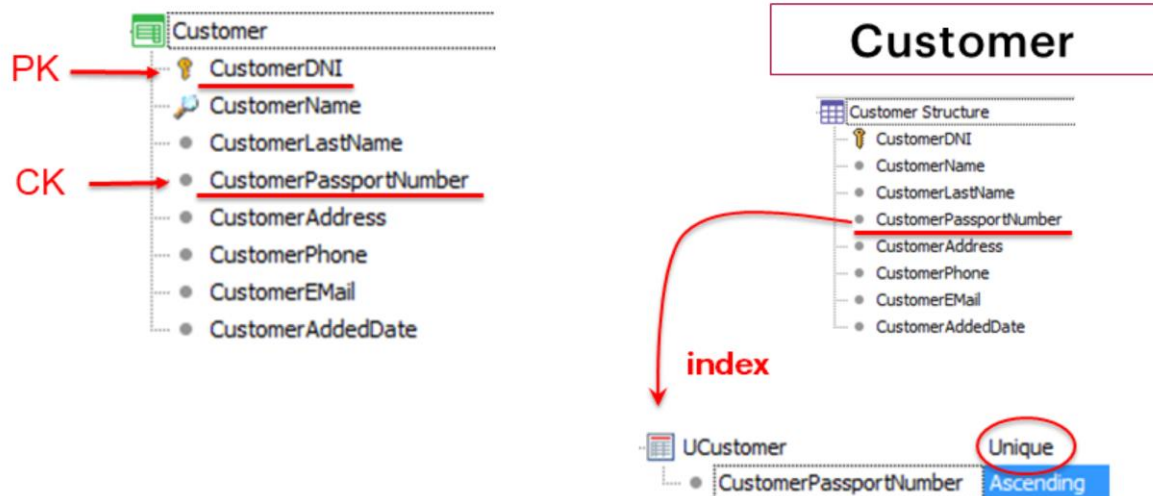 Customer
PK
CustomerDNI
CustomerName
CustomerLastName
CK
CustomerPassportNumber
CustomerAddress
CustomerPhone
CustomerEMail
CustomerAddedDate
Customer
Customer Structure
CustomerDNI
CustomerName
CustomerLastName
CustomerPassportNumber
CustomerAddress
CustomerPhone
CustomerEMail
CustomerAddedDate
index
UCustomer Unique
CustomerPassportNumber Ascending